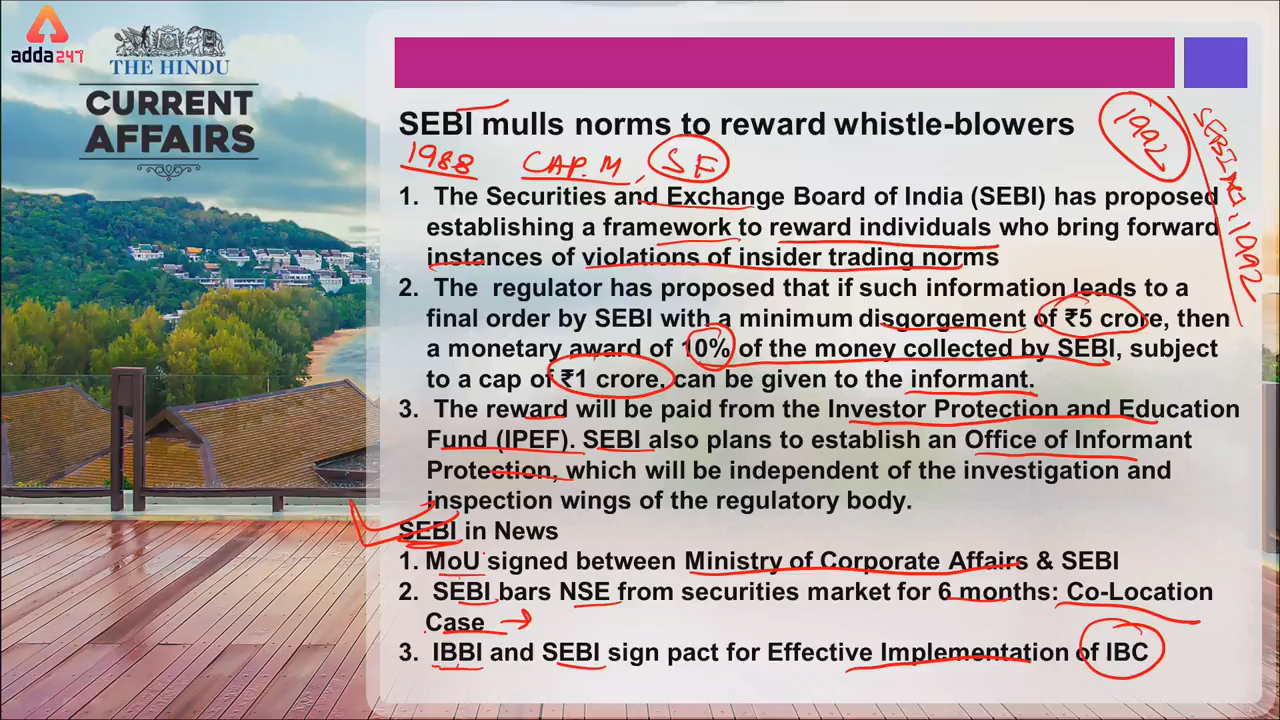 adda247
THE HINDU
CURRENT
AFFAIRS
SEBI mulls norms to reward whistle-blowers
1992
SEBI Act, 1992
1988 CAP. M, SE
1. The Securities and Exchange Board of India (SEBI) has proposed
establishing a framework to reward individuals who bring forward
instances of violations of insider trading norms
2. The regulator has proposed that if such information leads to a
final order by SEBI with a minimum disgorgement of ₹5 crore, then
a monetary award of 10% of the money collected by SEBI, subject
to a cap of ₹1 crore, can be given to the informant.
3. The reward will be paid from the Investor Protection and Education
Fund (IPEF). SEBI also plans to establish an Office of Informant
Protection, which will be independent of the investigation and
inspection wings of the regulatory body.
SEBI in News
1. MoU signed between Ministry of Corporate Affairs & SEBI
2. SEBI bars NSE from securities market for 6 months: Co-Location
Case →
3. IBBI and SEBI sign pact for Effective Implementation of IBC